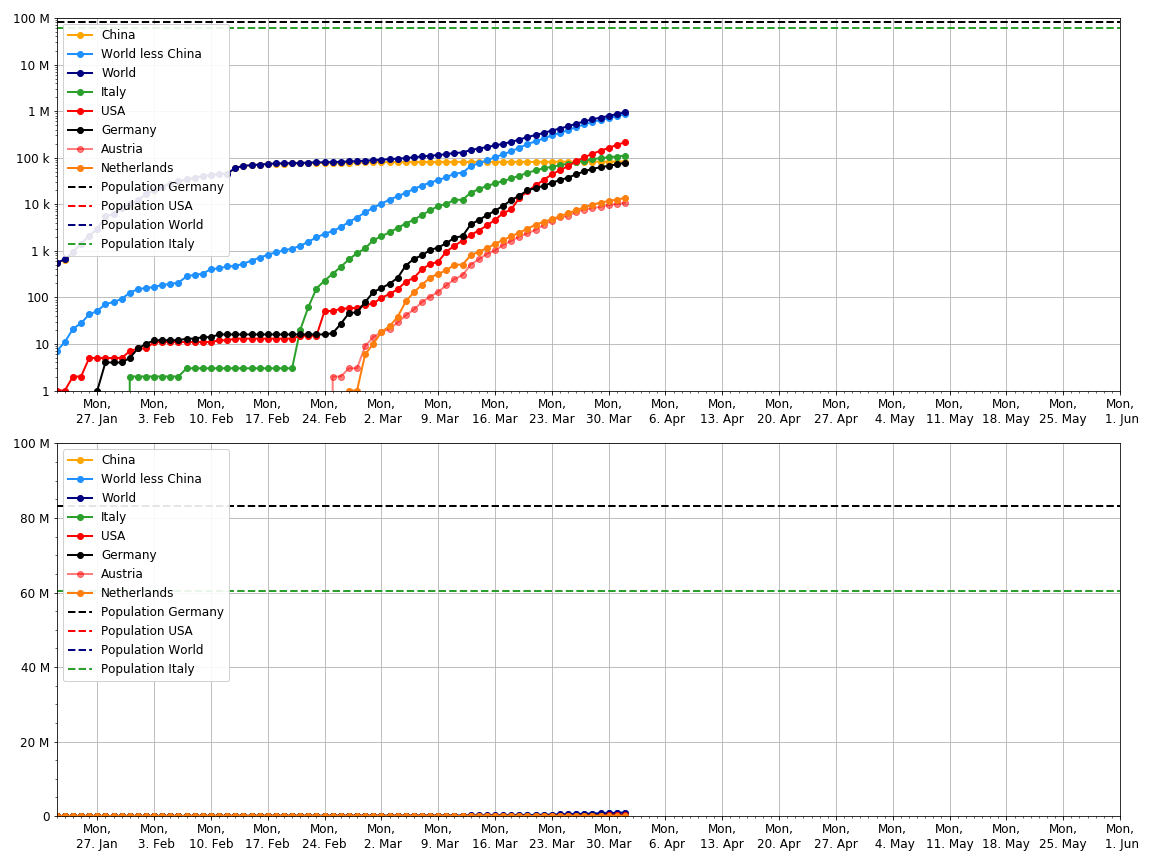 100 M
10 M
1 M
100 k
10 k
1 k
100
10
1
China
World less China
World
Italy
USA
Germany
Austria
Netherlands
Population Germany
Population USA
Population World
Population Italy
Mon, Mon, Mon, Mon, Mon, Mon, Mon, Mon, Mon, Mon, Mon, Mon, Mon, Mon, Mon, Mon, Mon, Mon, Mon,
27. Jan 3. Feb 10. Feb 17. Feb 24. Feb 2. Mar 9. Mar 16. Mar 23. Mar 30. Mar 6. Apr 13. Apr 20. Apr 27. Apr 4. May 11. May 18. May 25. May 1. Jun
100 M
80 M
60 M
40 M
20 M
0
China
World less China
World
Italy
USA
Germany
Austria
Netherlands
Population Germany
Population USA
Population World
Population Italy
Mon, Mon, Mon, Mon, Mon, Mon, Mon, Mon, Mon, Mon, Mon, Mon, Mon, Mon, Mon, Mon, Mon, Mon, Mon,
27. Jan 3. Feb 10. Feb 17. Feb 24. Feb 2. Mar 9. Mar 16. Mar 23. Mar 30. Mar 6. Apr 13. Apr 20. Apr 27. Apr 4. May 11. May 18. May 25. May 1. Jun